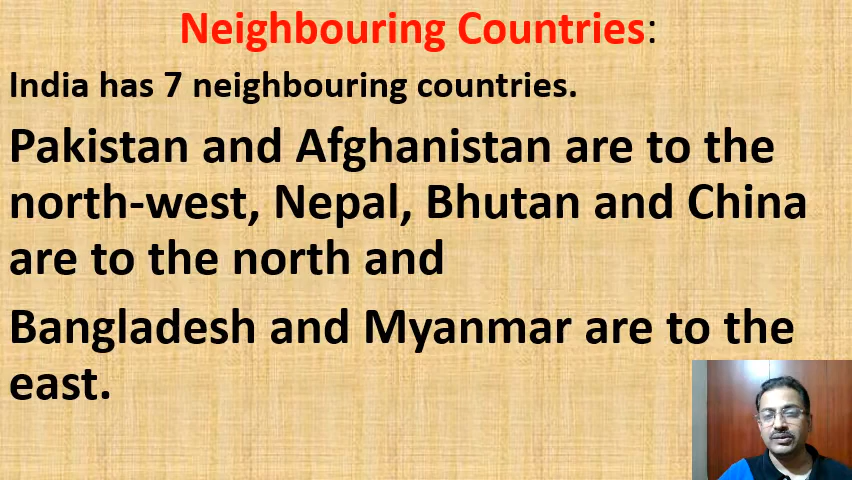 Neighbouring Countries:
India has 7 neighbouring countries.
Pakistan and Afghanistan are to the
north-west, Nepal, Bhutan and China
are to the north and
Bangladesh and Myanmar are to the
east.